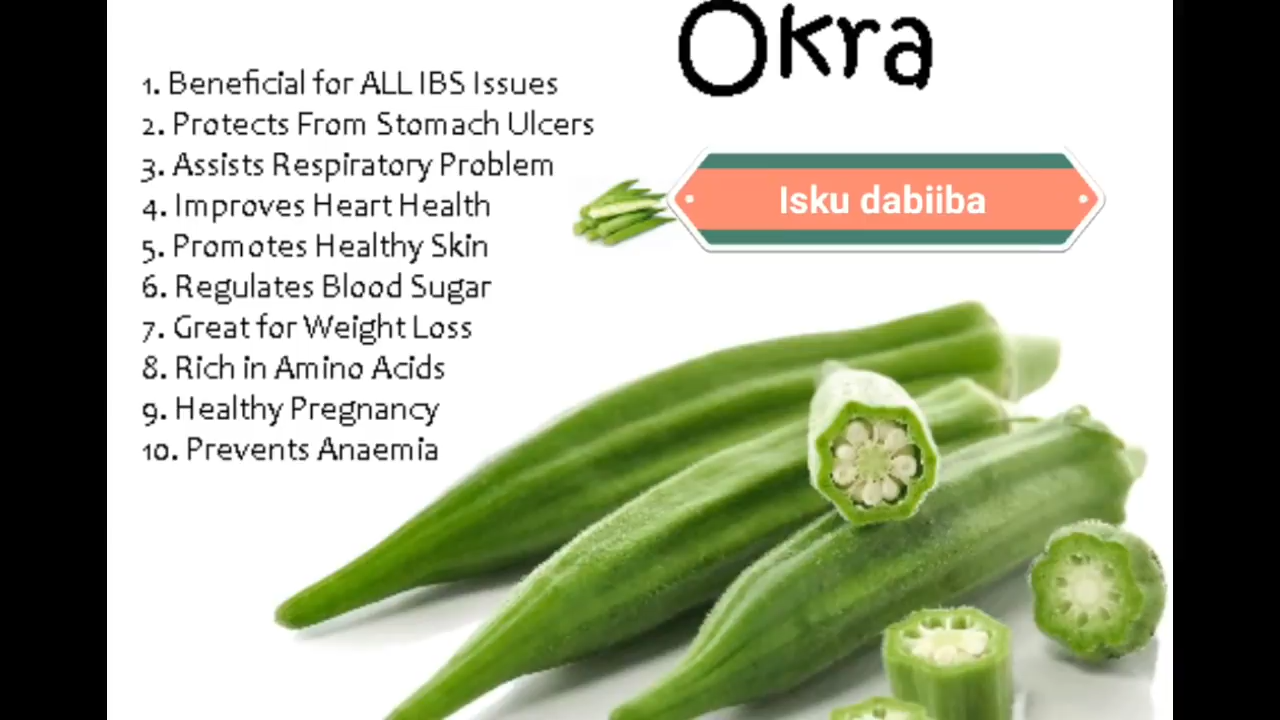 Okra
1. Beneficial for ALL IBS Issues
2. Protects From Stomach Ulcers
3. Assists Respiratory Problem
4. Improves Heart Health
5. Promotes Healthy Skin
6. Regulates Blood Sugar
7. Great for Weight Loss
8. Rich in Amino Acids
9. Healthy Pregnancy
10. Prevents Anaemia
Isku dabiiba